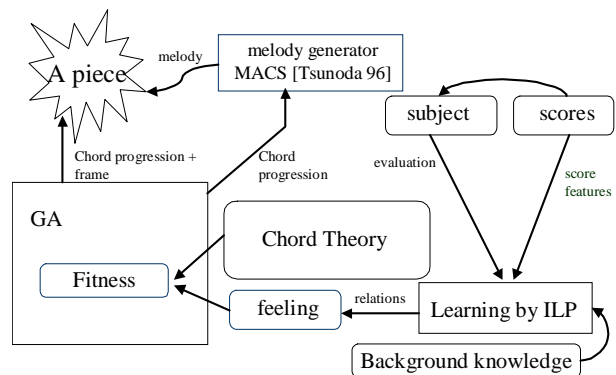 melody generator
MACS [Tsunoda 96]
melody
A piece
subject
scores
Chord progression +
frame
Chord
progression
evaluation
score
features
GA
Chord Theory
Fitness
feeling
relations
Learning by ILP
Background knowledge